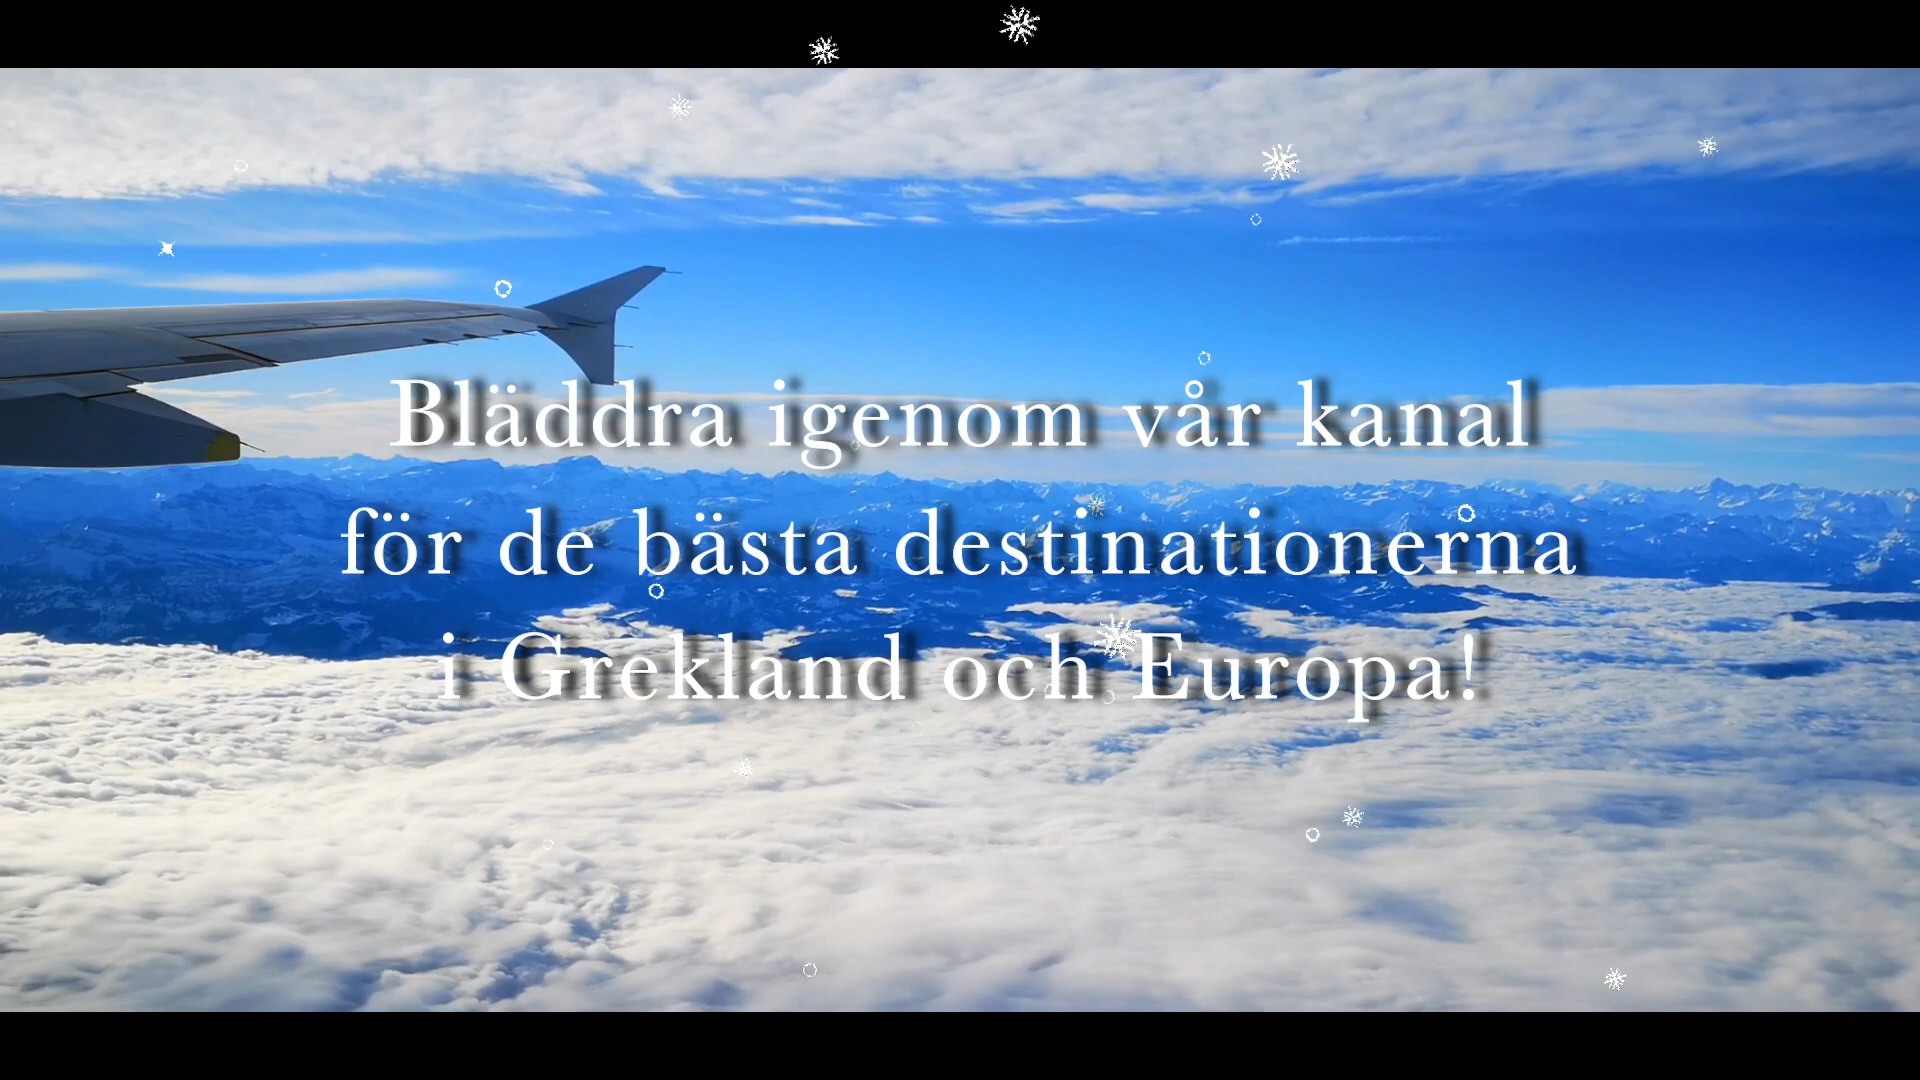 Bläddra igenom vår kanal
för de bästa destinationerna
i Grekland och Europa!